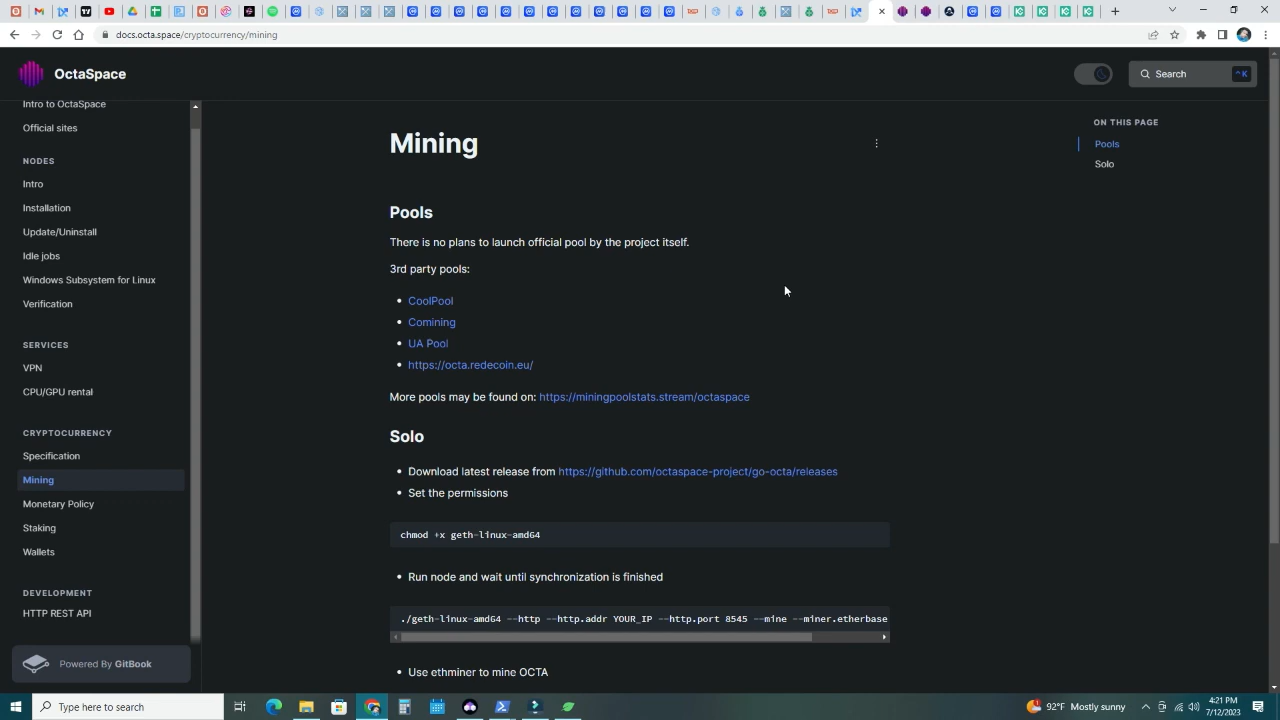 docs.octa.space/cryptocurrency/mining
OctaSpace
Search
^K
Intro to OctaSpace
Official sites
NODES
Intro
Installation
Update/Uninstall
Idle jobs
Windows Subsystem for Linux
Verification
SERVICES
VPN
CPU/GPU rental
CRYPTOCURRENCY
Specification
Mining
Monetary Policy
Staking
Wallets
DEVELOPMENT
HTTP REST API
Powered By GitBook
Mining
Pools
There is no plans to launch official pool by the project itself.
3rd party pools:
• CoolPool
• Comining
• UA Pool
• https://octa.redecoin.eu/
More pools may be found on: https://miningpoolstats.stream/octaspace
Solo
• Download latest release from https://github.com/octaspace-project/go-octa/releases
• Set the permissions
chmod +x geth-linux-amd64
• Run node and wait until synchronization is finished
./geth-linux-amd64 --http --http.addr YOUR_IP --http.port 8545 --mine --miner.etherbase
• Use ethminer to mine OCTA
ON THIS PAGE
Pools
Solo
Type here to search
92°F Mostly sunny
4:21 PM
7/12/2023